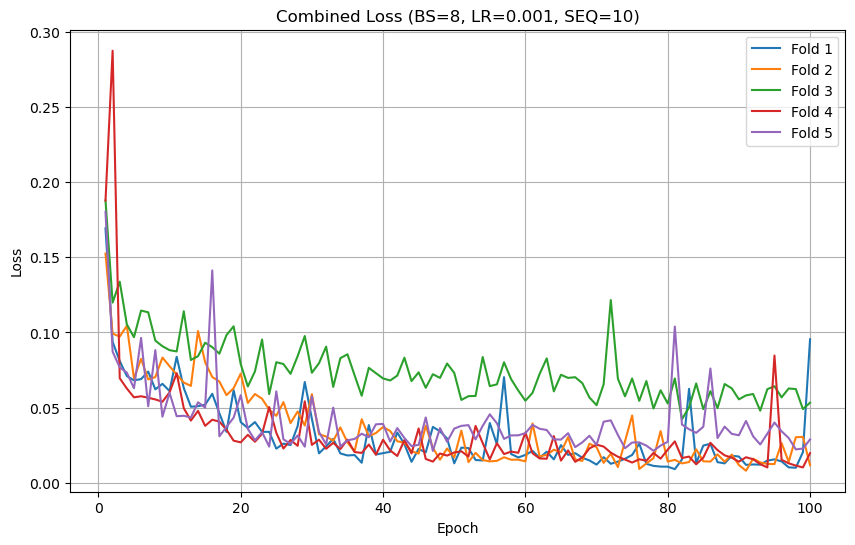 Combined Loss (BS=8, LR=0.001, SEQ=10)
Loss
0.30
0.25
0.20
0.15
0.10
0.05
0.00
Fold 1
Fold 2
Fold 3
Fold 4
Fold 5
0 20 40 60 80 100
Epoch